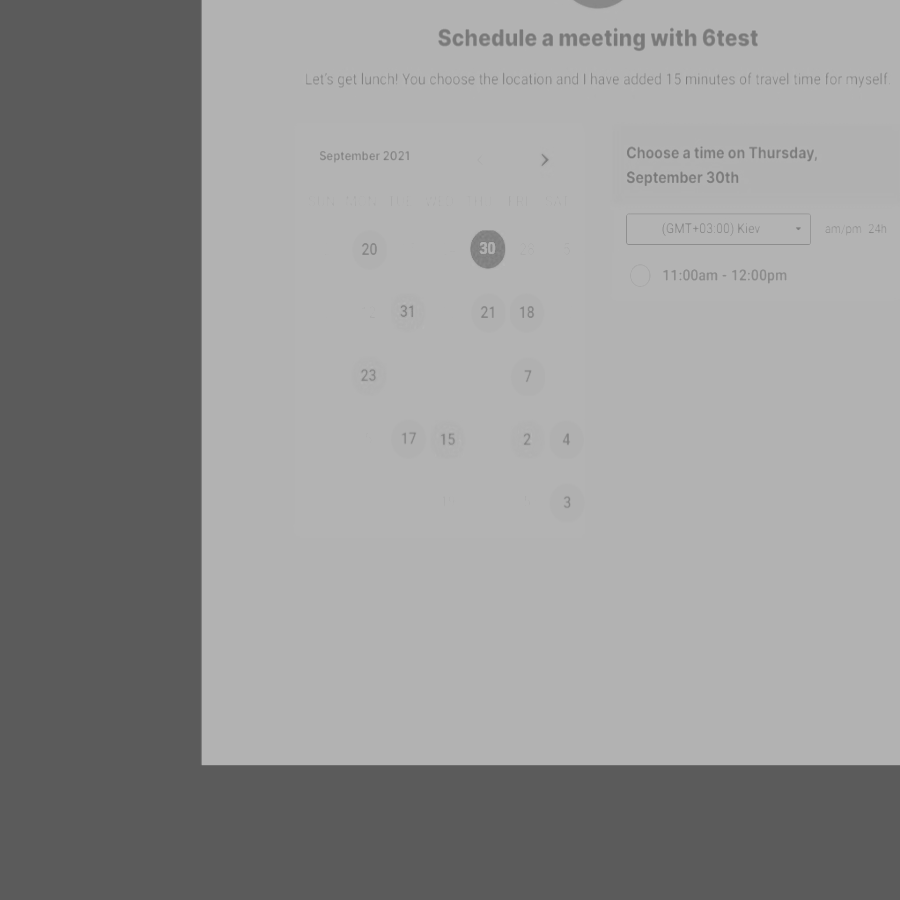 Schedule a meeting with 6test
Let's get lunch! You choose the location and I have added 15 minutes of travel time for myself.
September 2021
20 30
31 21 18
23 7
17 15 2 4
3
Choose a time on Thursday,
September 30th
(GMT+03:00) Kiev am/pm 24h
11:00am - 12:00pm